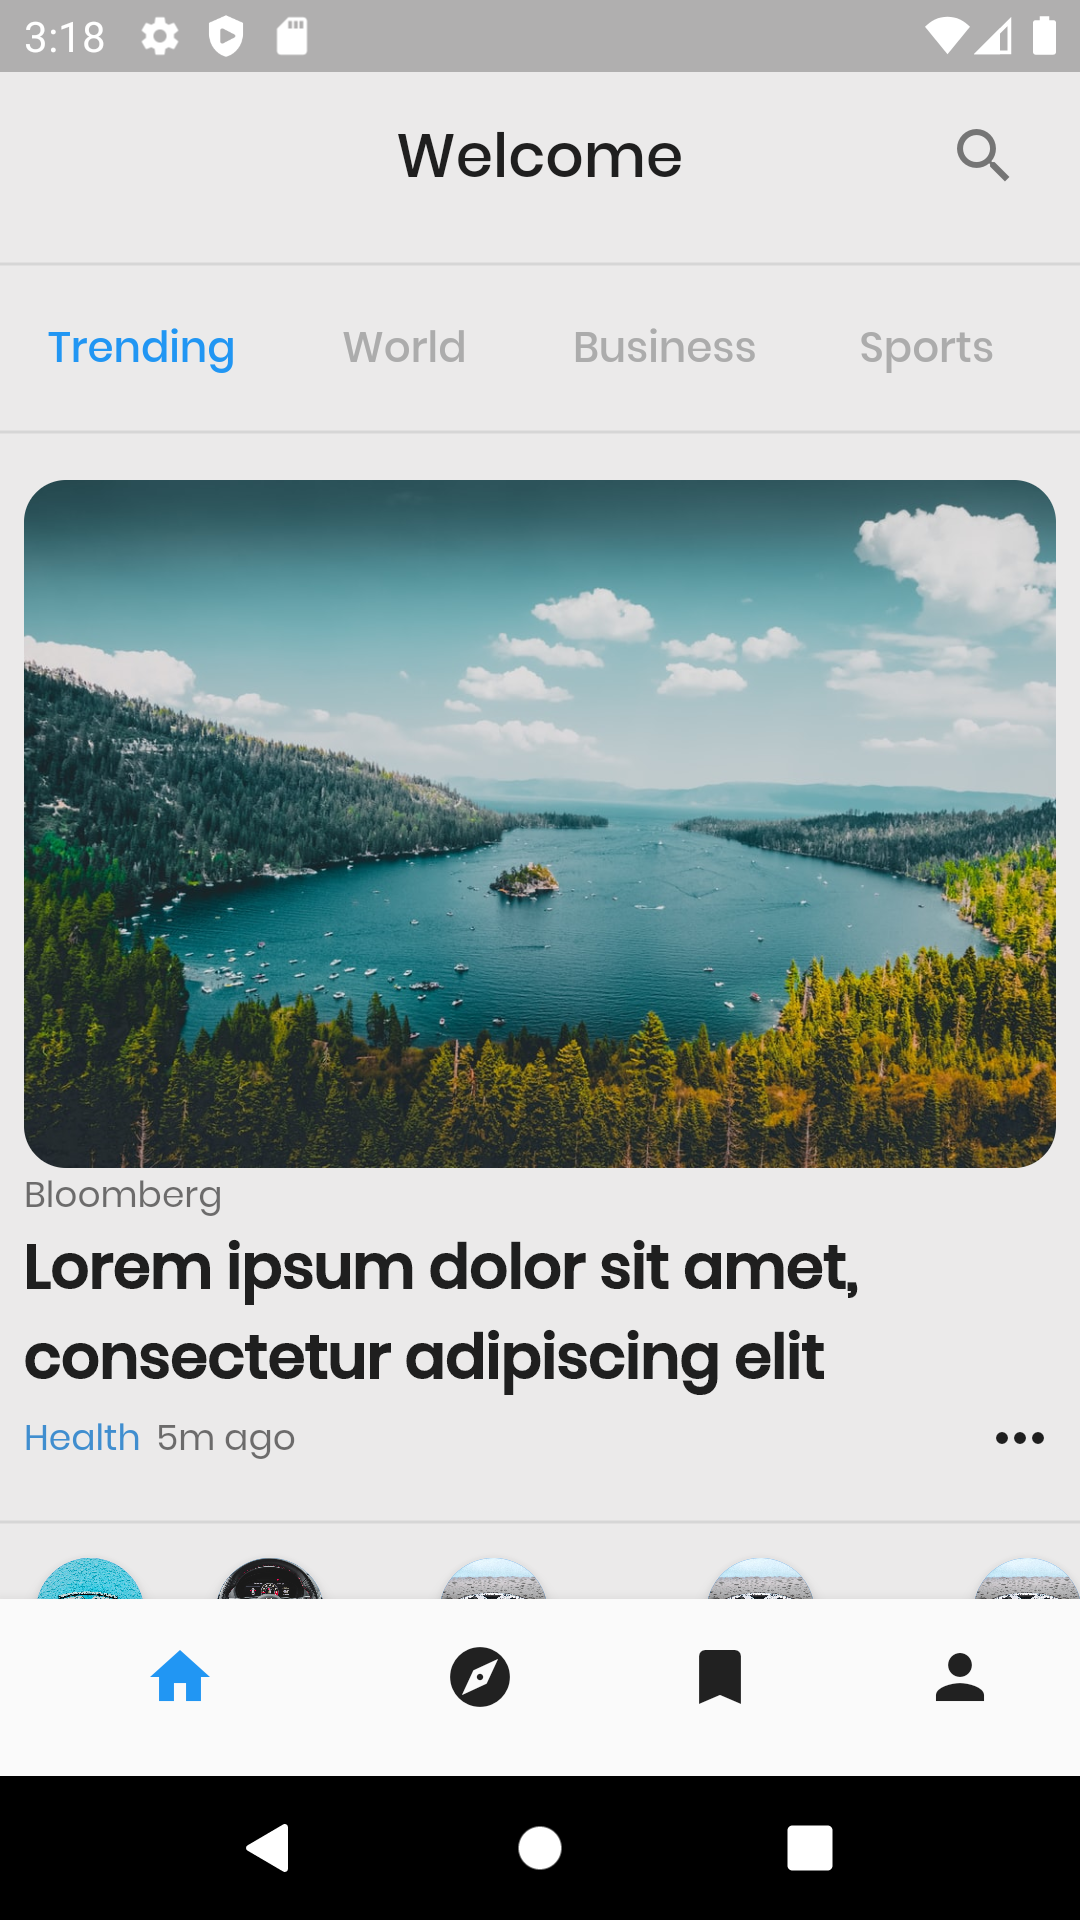 3:18
Welcome
Trending World Business Sports
Bloomberg
Lorem ipsum dolor sit amet,
consectetur adipiscing elit
Health 5m ago